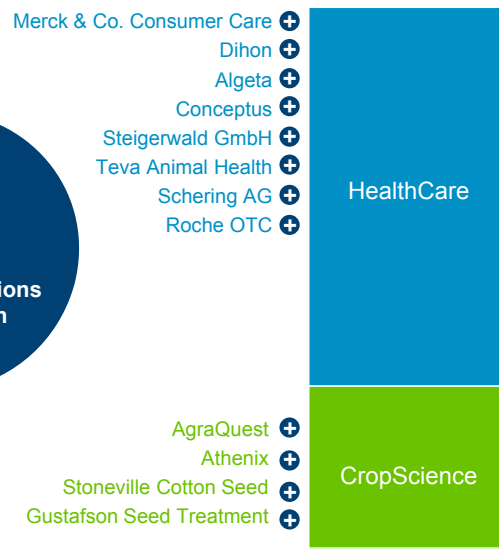 Merck & Co. Consumer Care
Dihon
Algeta
Conceptus
Steigerwald GmbH
Teva Animal Health
Schering AG
Roche OTC
HealthCare
ions
AgraQuest
Athenix
Stoneville Cotton Seed
Gustafson Seed Treatment
CropScience